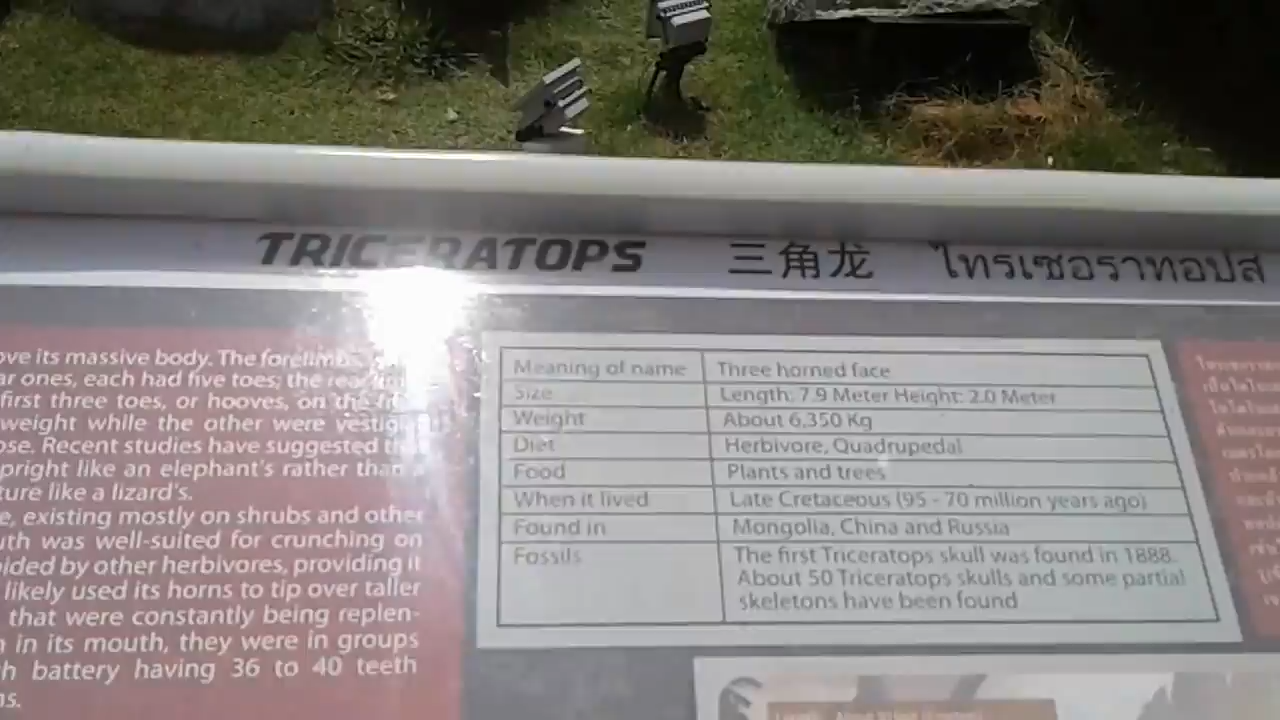 TRICERATOPS 三角龙 ไทรเซอราทอปส
ove its massive body. The forelimbs
ar ones, each had five toes; the rear
first three toes, or hooves, on the
weight while the other were vestig
ose. Recent studies have suggested
pright like an elephant's rather than a
ture like a lizard's.
e, existing mostly on shrubs and other
uth was well-suited for crunching on
ided by other herbivores, providing it
likely used its horns to tip over taller
that were constantly being replen-
n in its mouth, they were in groups
h battery having 36 to 40 teeth
ns.
Meaning of name Three horned face
Size Length: 7.9 Meter Height: 2.0 Meter
Weight About 6,350 Kg
Diet Herbivore, Quadrupedal
Food Plants and trees
When it lived Late Cretaceous (95 - 70 million years ago)
Found in Mongolia, China and Russia
Fossils The first Triceratops skull was found in 1888.
About 50 Triceratops skulls and some partial
skeletons have been found